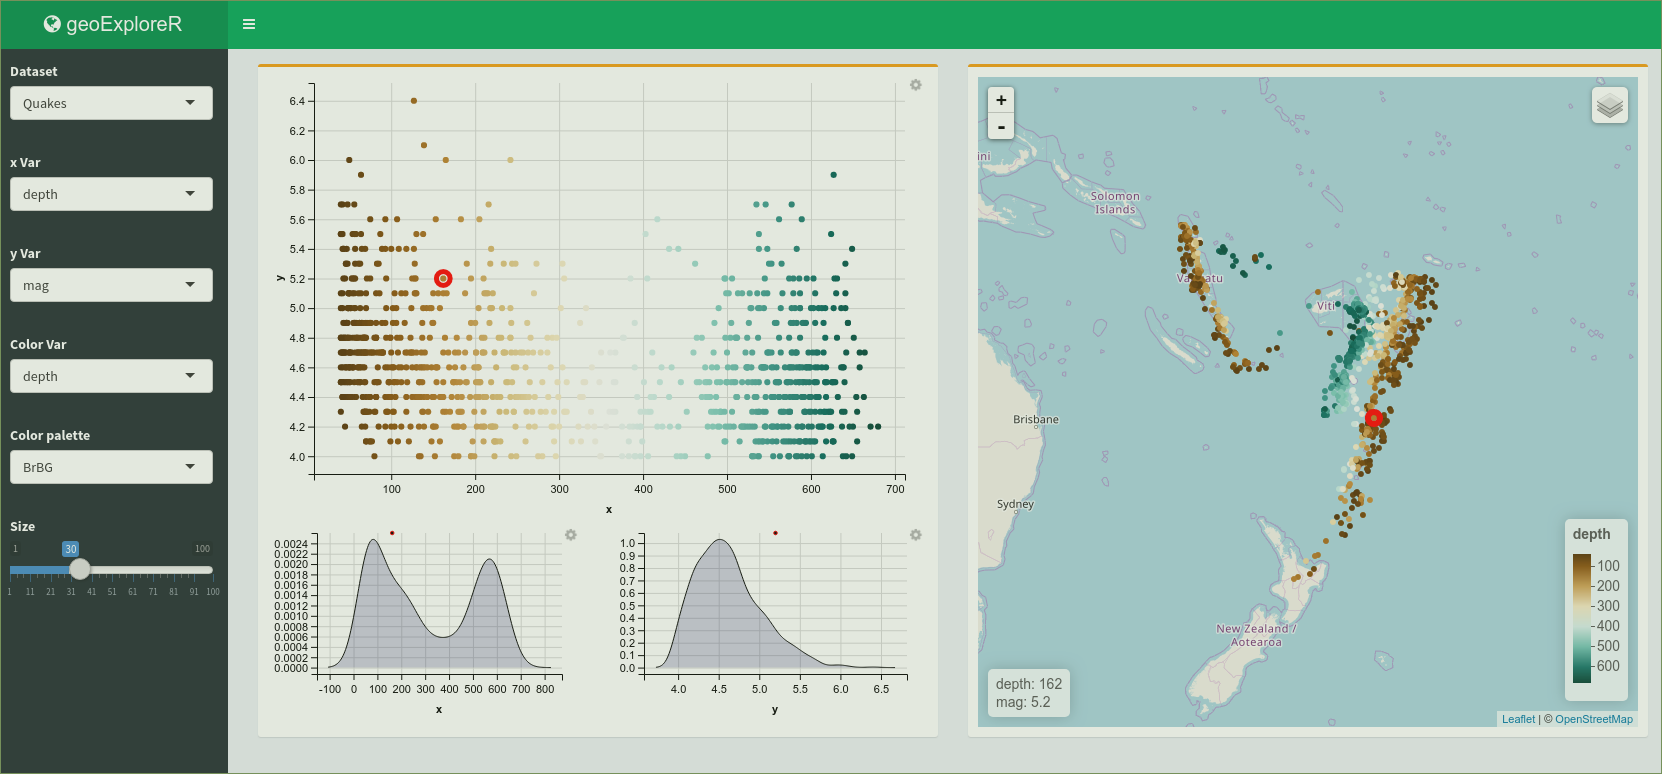 geoExploreR
Dataset
Quakes
x Var
depth
y Var
mag
Color Var
depth
Color palette
BrBG
Size
1
30
100
1 11 21 31 41 51 61 71 81 91 100
6.4
6.2
6.0
5.8
5.6
5.4
5.2
5.0
4.8
4.6
4.4
4.2
4.0
y
100 200 300 400 500 600 700
x
0.0024
0.0022
0.0020
0.0018
0.0016
0.0014
0.0012
0.0010
0.0008
0.0006
0.0004
0.0002
0.0000
-100 0 100 200 300 400 500 600 700 800
x
1.0
0.9
0.8
0.7
0.6
0.5
0.4
0.3
0.2
0.1
0.0
4.0 4.5 5.0 5.5 6.0 6.5
y
+
-
ini
Solomon
Islands
Viti
Brisbane
Sydney
New Zealand /
Aotearoa
depth
100
200
300
400
500
600
depth: 162
mag: 5.2
Leaflet | © OpenStreetMap